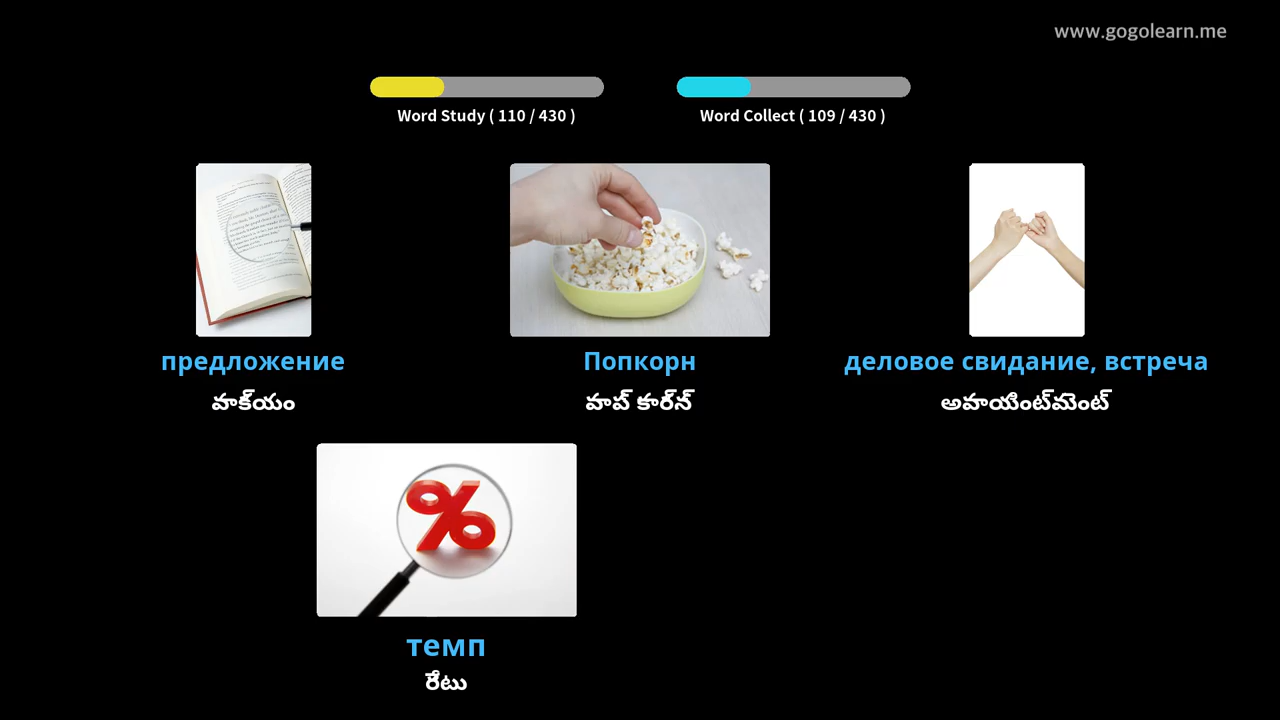 www.gogolearn.me
Word Study ( 110 / 430 ) Word Collect ( 109 / 430 )
предложение Попкорн деловое свидание, встреча
వాక్యం పాప్ కార్న్ అపాయింట్‌మెంట్
темп
రేటు